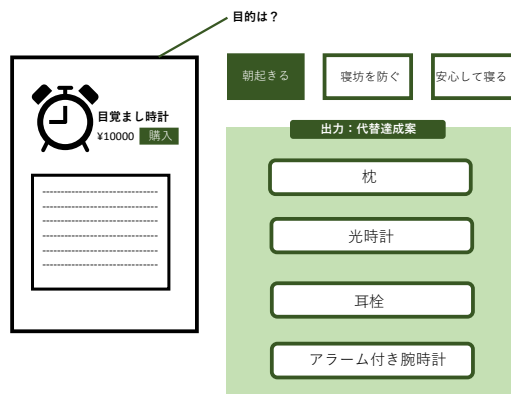 目的は？
朝起きる
寝坊を防ぐ
安心して寝る
目覚まし時計
¥10000
購入
出力：代替達成案
枕
光時計
耳栓
アラーム付き腕時計